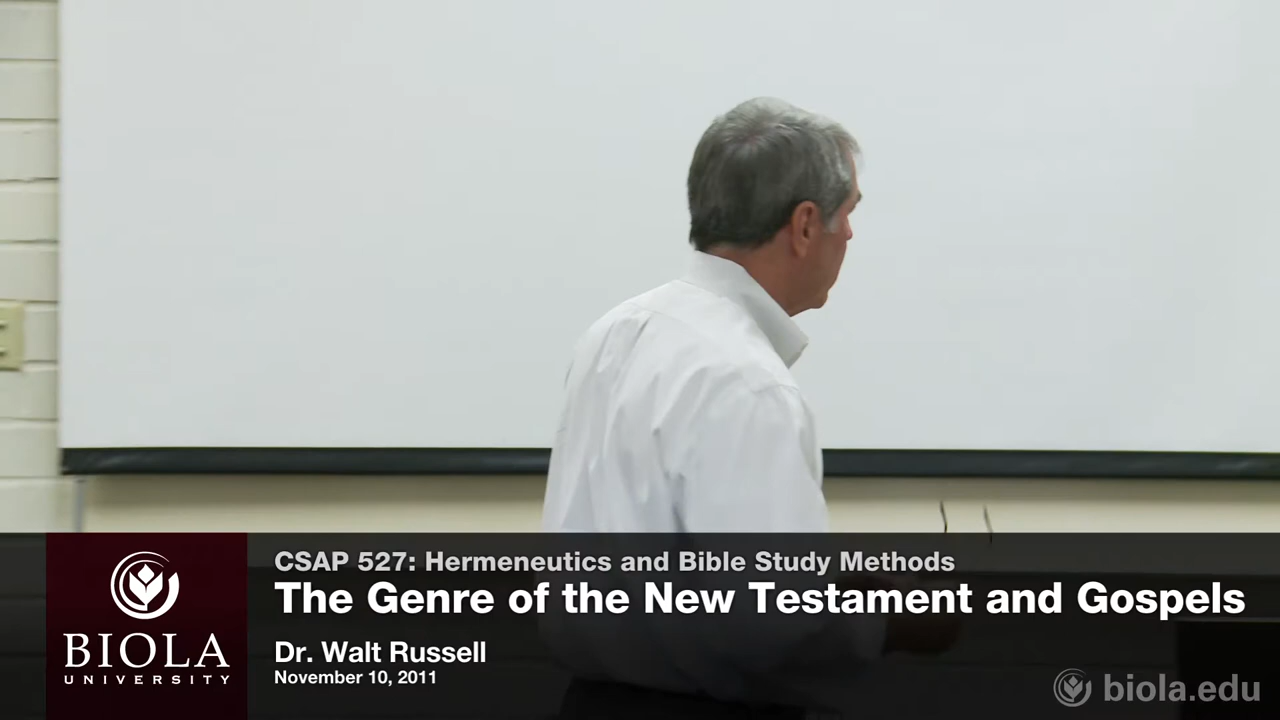 CSAP 527: Hermeneutics and Bible Study Methods
The Genre of the New Testament and Gospels
Dr. Walt Russell
November 10, 2011
BIOLA
UNIVERSITY
biola.edu